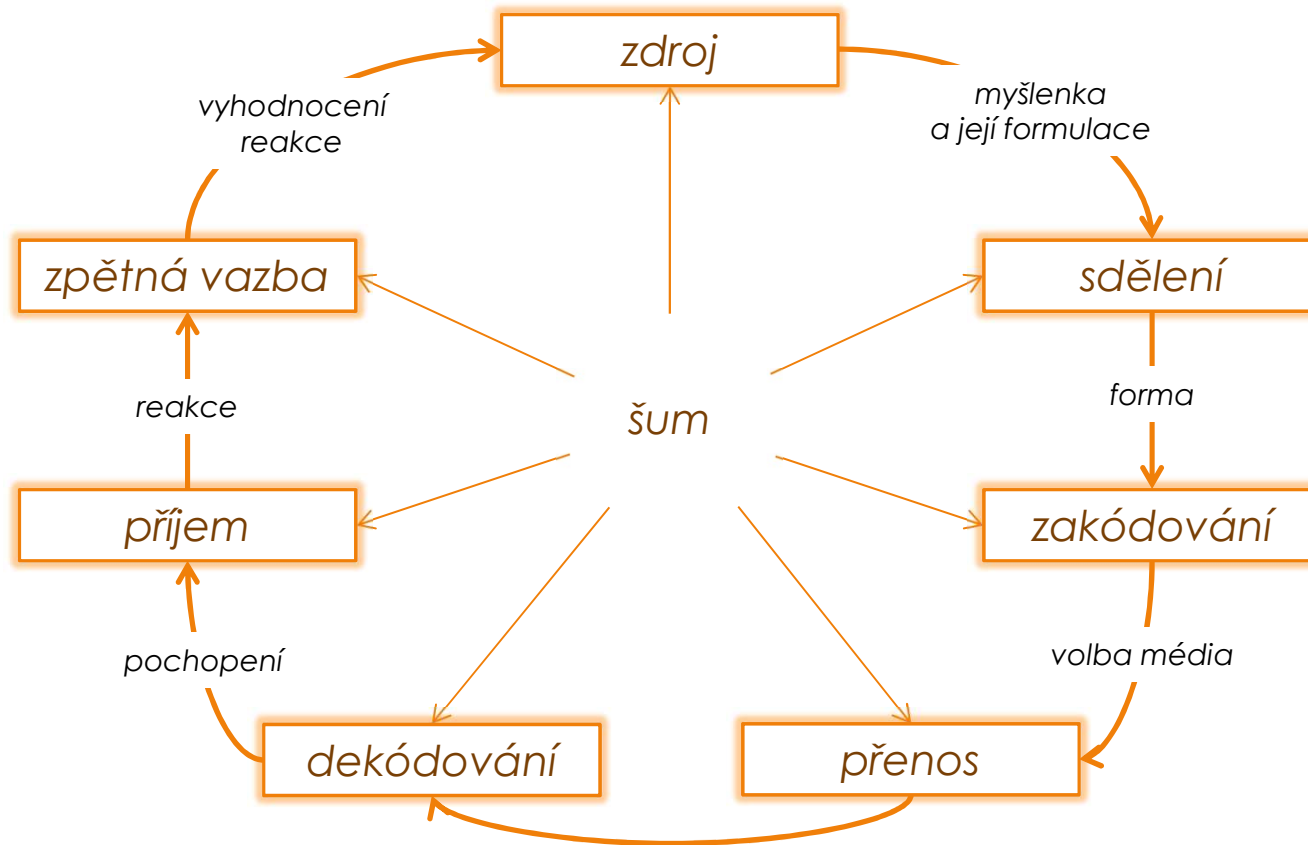 zdroj
myšlenka
a její formulace
vyhodnocení
reakce
zpětná vazba
sdělení
reakce
forma
šum
příjem
zakódování
pochopení
volba média
dekódování
přenos